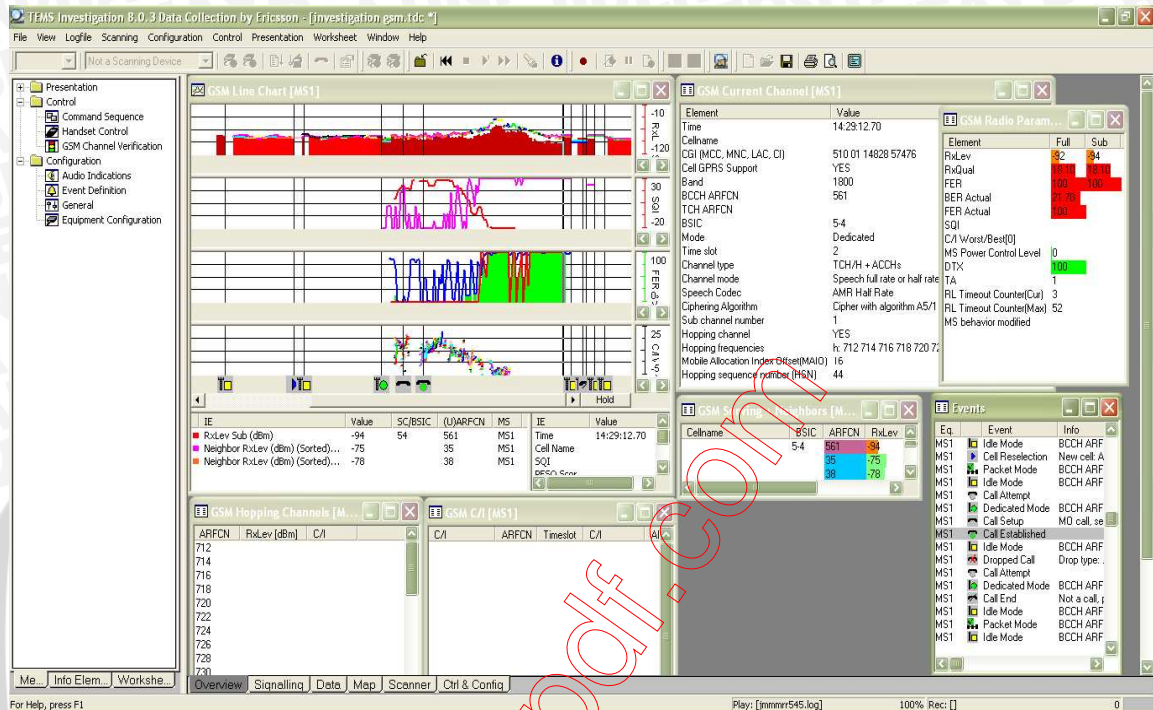 TEMS Investigation 8.0.3 Data Collection by Ericsson - [investigation gsm.tdc *]
File View Logfile Scanning Configuration Control Presentation Worksheet Window Help
Not a Scanning Device
Presentation
Control
Command Sequence
Handset Control
GSM Channel Verification
Configuration
Audio Indications
Event Definition
General
Equipment Configuration
Me... Info Elem... Workshe...
GSM Line Chart [MS1]
-10
RxL
-120
30
SQI
-20
100
FER
25
C/I
-5
Hold
IE Value SC/BSIC (U)ARFCN MS
RxLev Sub (dBm) -94 54 561 MS1
Neighbor RxLev (dBm) (Sorted)... -75 35 MS1
Neighbor RxLev (dBm) (Sorted)... -78 38 MS1
IE Value
Time 14:29:12.70
Cell Name
SQI
GSM Current Channel [MS1]
Element Value
Time 14:29:12.70
Cellname
CGI (MCC, MNC, LAC, CI) 510 01 14828 57476
Cell GPRS Support YES
Band 1800
BCCH ARFCN 561
TCH ARFCN
BSIC 5-4
Mode Dedicated
Time slot 2
Channel type TCH/H + ACCHs
Channel mode Speech full rate or half rate
Speech Codec AMR Half Rate
Ciphering Algorithm Cipher with algorithm A5/1
Sub channel number 1
Hopping channel YES
Hopping frequencies h: 712 714 716 718 720 72
Mobile Allocation Index Offset(MAIO) 16
Hopping sequence number (HSN) 44
GSM Radio Param...
Element Full Sub
RxLev -92 -94
RxQual 18.10 18.10
FER 100 100
BER Actual 21.70
FER Actual 100
SQI
C/I Worst/Best[0]
MS Power Control Level 0
DTX 100
TA 1
RL Timeout Counter(Cur) 3
RL Timeout Counter(Max) 52
MS behavior modified
GSM Serving + Neighbors [M...
Cellname BSIC ARFCN RxLev
5-4 561 -94
35 -75
38 -78
Events
Eq. Event Info
MS1 Idle Mode BCCH ARF
MS1 Cell Reselection New cell: A
MS1 Packet Mode BCCH ARF
MS1 Idle Mode BCCH ARF
MS1 Call Attempt
MS1 Dedicated Mode BCCH ARF
MS1 Call Setup MO call, se
MS1 Call Established
MS1 Idle Mode BCCH ARF
MS1 Dropped Call Drop type: .
MS1 Call Attempt
MS1 Dedicated Mode BCCH ARF
MS1 Call End Not a call, p
MS1 Idle Mode BCCH ARF
MS1 Packet Mode BCCH ARF
MS1 Idle Mode BCCH ARF
GSM Hopping Channels [M...
ARFCN RxLev [dBm] C/I
712
714
716
718
720
722
724
726
728
730
GSM C/I [MS1]
C/I ARFCN Timeslot C/I
Overview Signalling Data Map Scanner Ctrl & Config
For Help, press F1
Play: [jmmmrr545.log] 100% Rec: [] 0
pdf.com